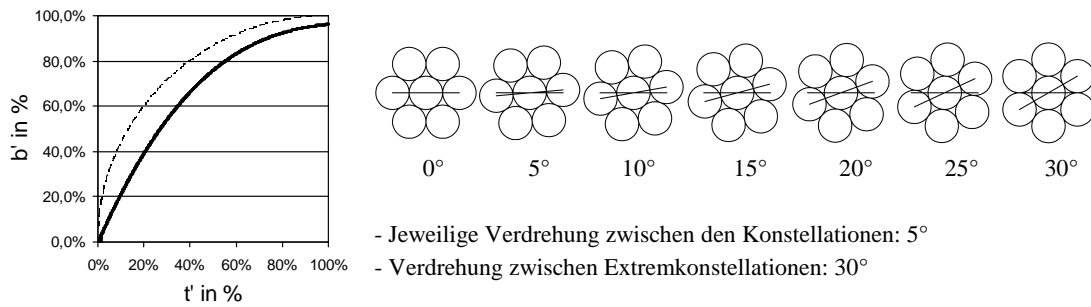 100,0%
80,0%
60,0%
40,0%
20,0%
0,0%
b' in %
0% 20% 40% 60% 80% 100%
t' in %
0° 5° 10° 15° 20° 25° 30°
- Jeweilige Verdrehung zwischen den Konstellationen: 5°
- Verdrehung zwischen Extremkonstellationen: 30°